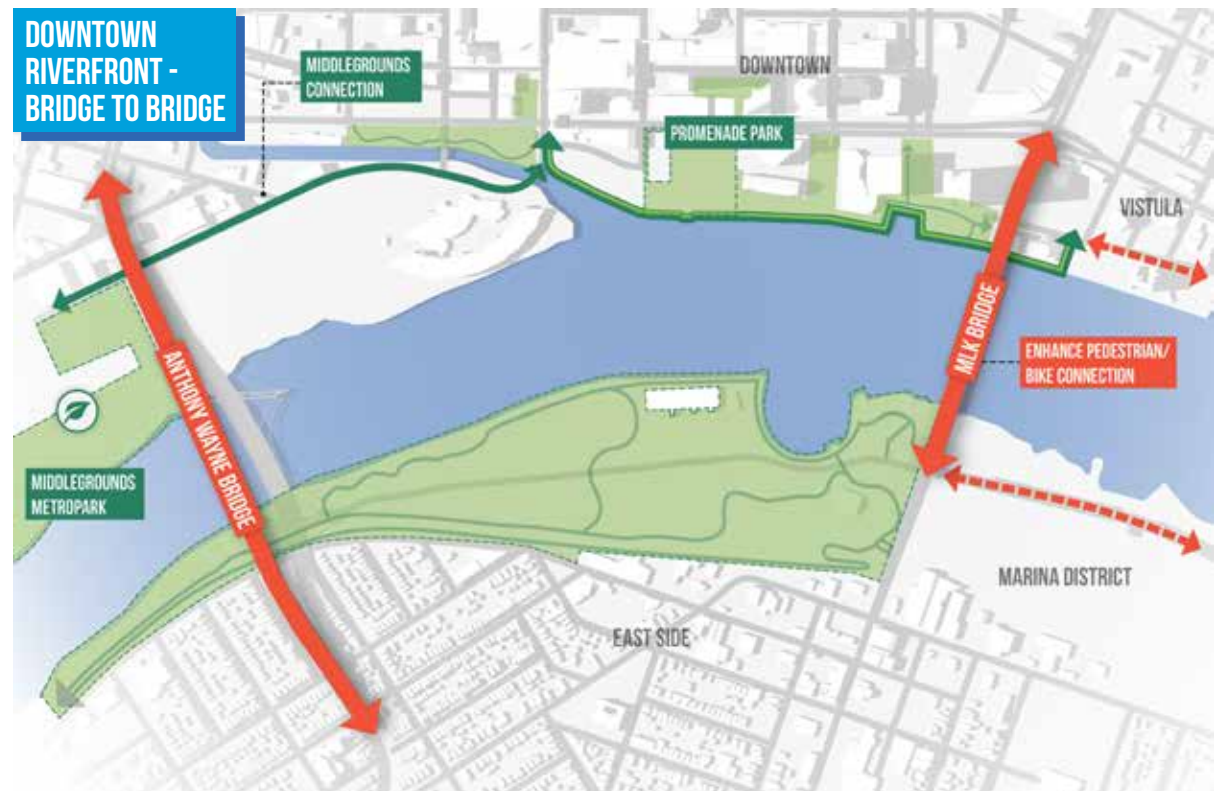 DOWNTOWN
RIVERFRONT -
BRIDGE TO BRIDGE
MIDDLEGROUNDS
CONNECTION
DOWNTOWN
PROMENADE PARK
VISTULA
MLK BRIDGE
ENHANCE PEDESTRIAN/
BIKE CONNECTION
ANTHONY WAYNE BRIDGE
MIDDLEGROUNDS
METROPARK
MARINA DISTRICT
EAST SIDE